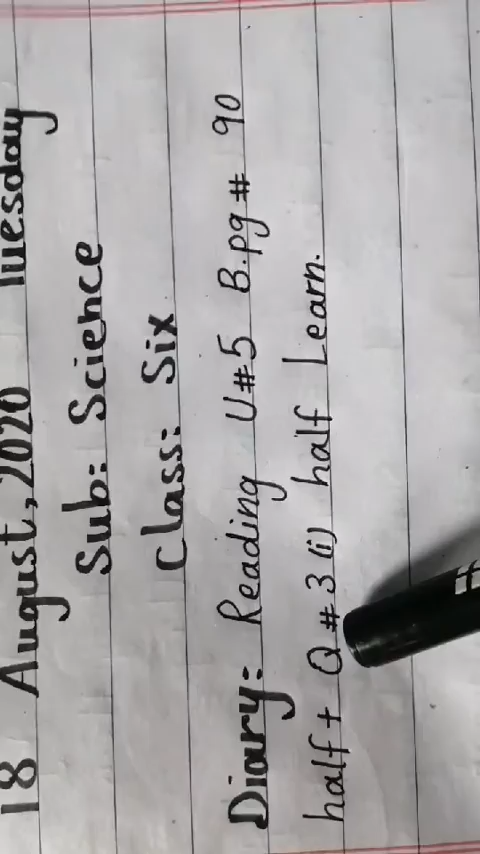 18 August, 2020 Tuesday
Sub: Science
Class: Six
Diary: Reading U#5 B.pg # 90
half + Q # 3 (i) half Learn.